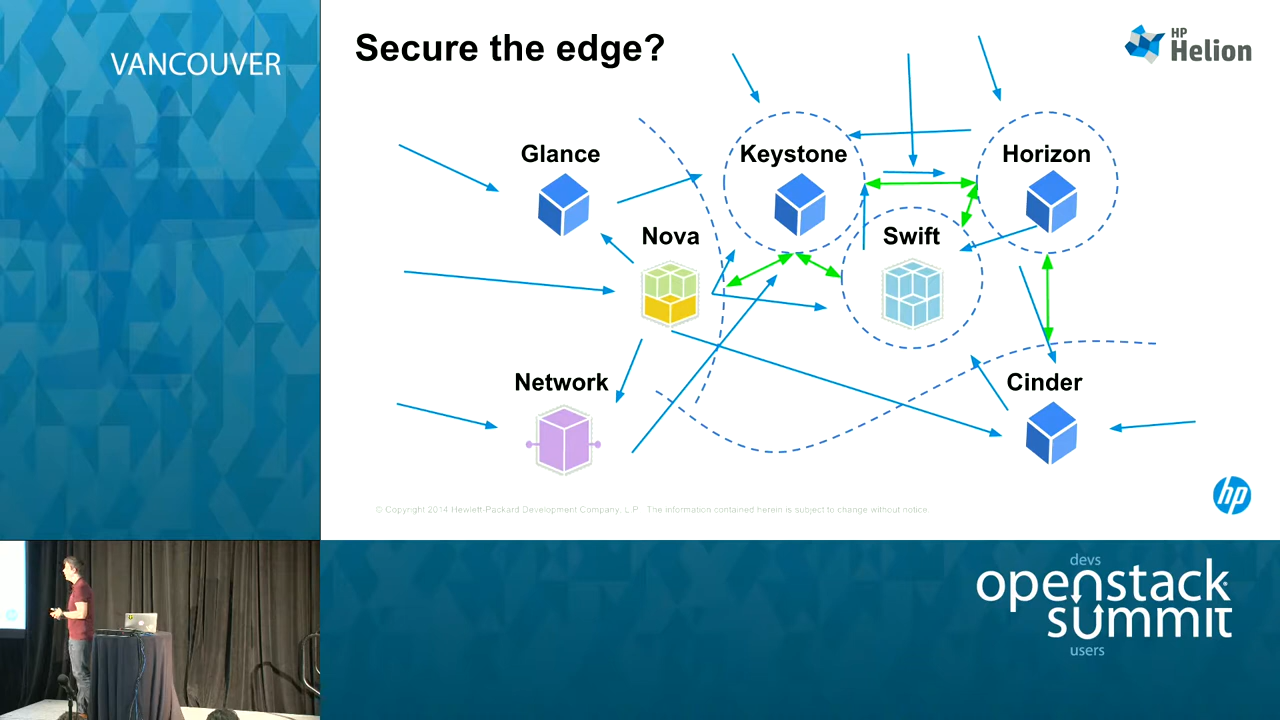 VANCOUVER
Secure the edge?
HP
Helion
Glance
Keystone
Horizon
Nova
Swift
Network
Cinder
hp
© Copyright 2014 Hewlett-Packard Development Company, L.P. The information contained herein is subject to change without notice.
devs
openstack
summit
users